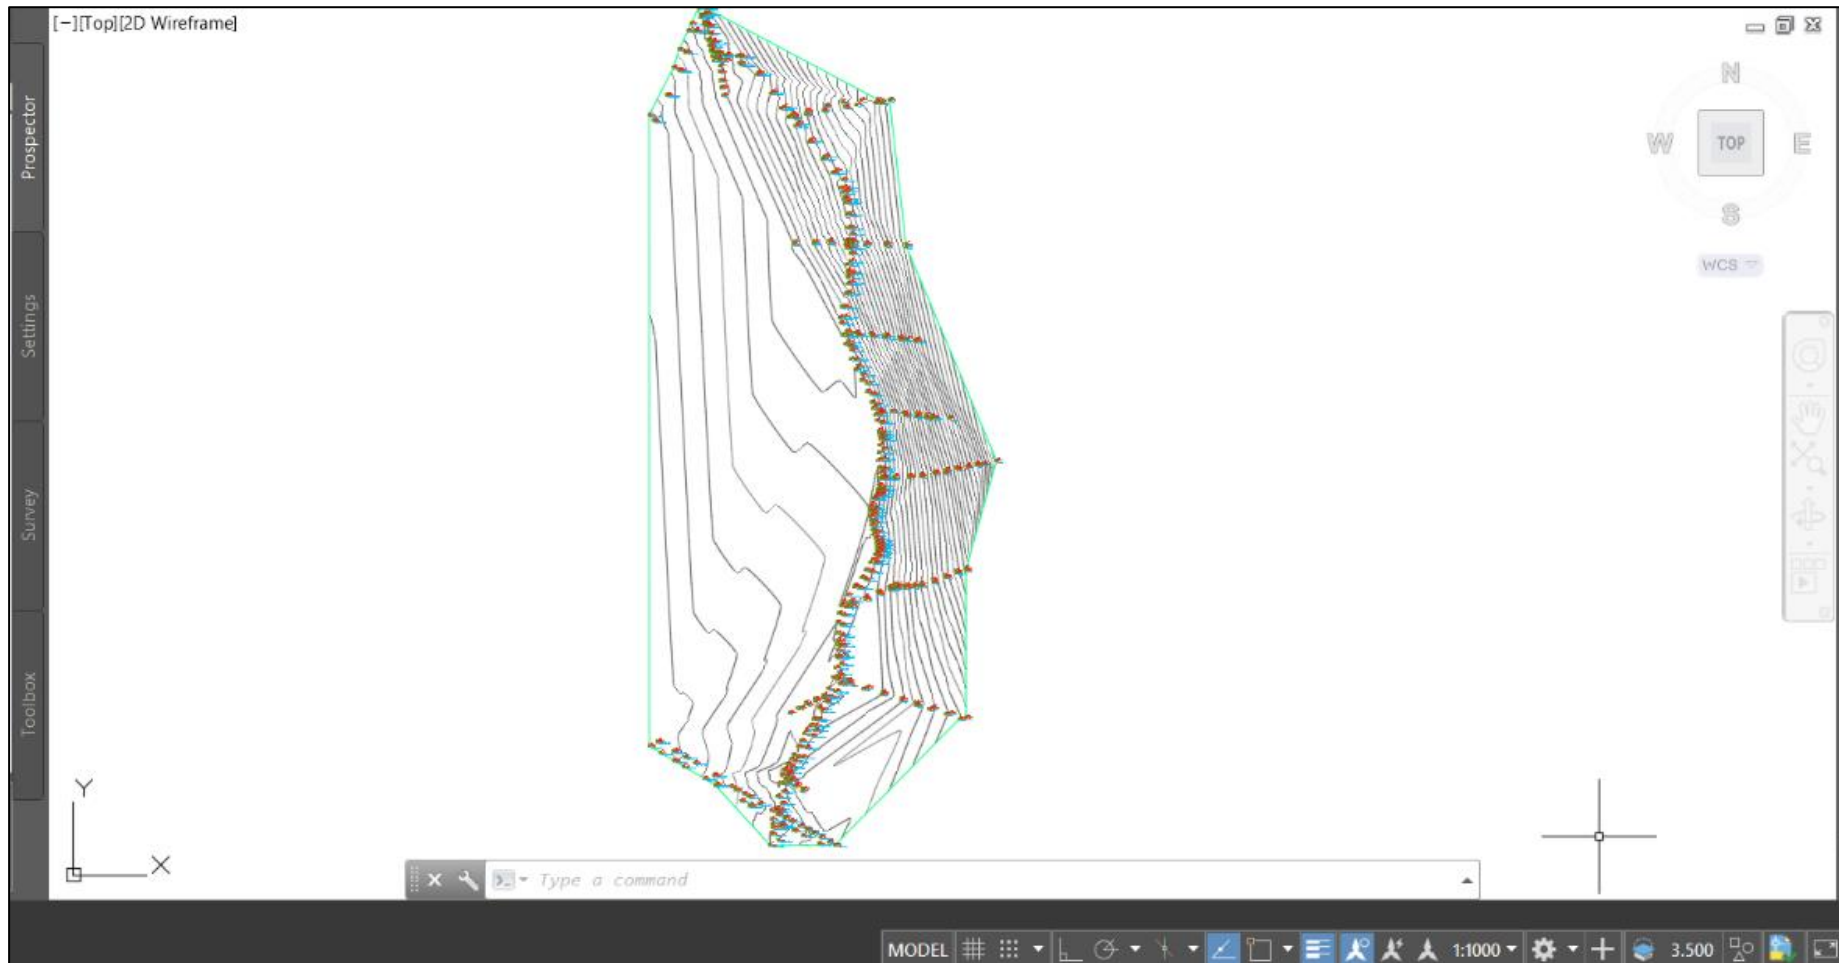 [−][Top][2D Wireframe]
Prospector
Settings
Survey
Toolbox
N
W
TOP
E
S
WCS
Y
X
Type a command
MODEL
1:1000
3.500